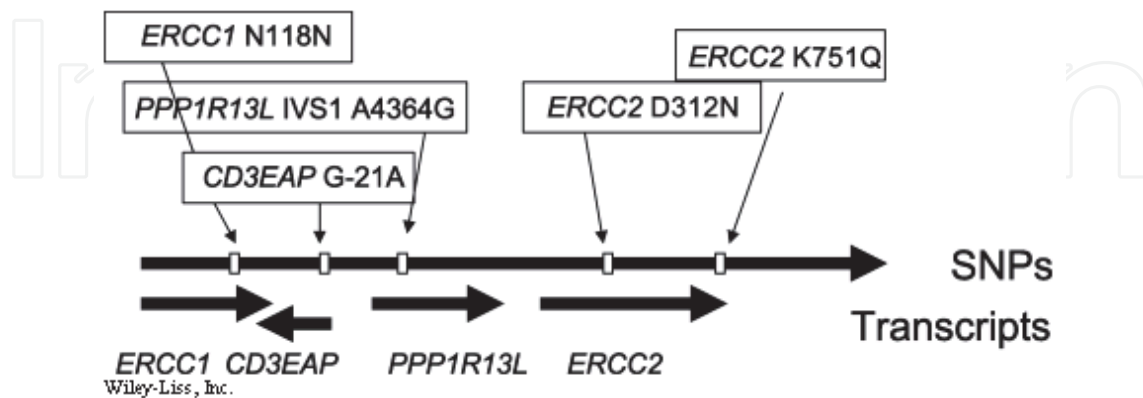 ERCC1 N118N
ERCC2 K751Q
PPP1R13L IVS1 A4364G
ERCC2 D312N
CD3EAP G-21A
SNPs
Transcripts
ERCC1 CD3EAP PPP1R13L ERCC2
Wiley-Liss, Inc.